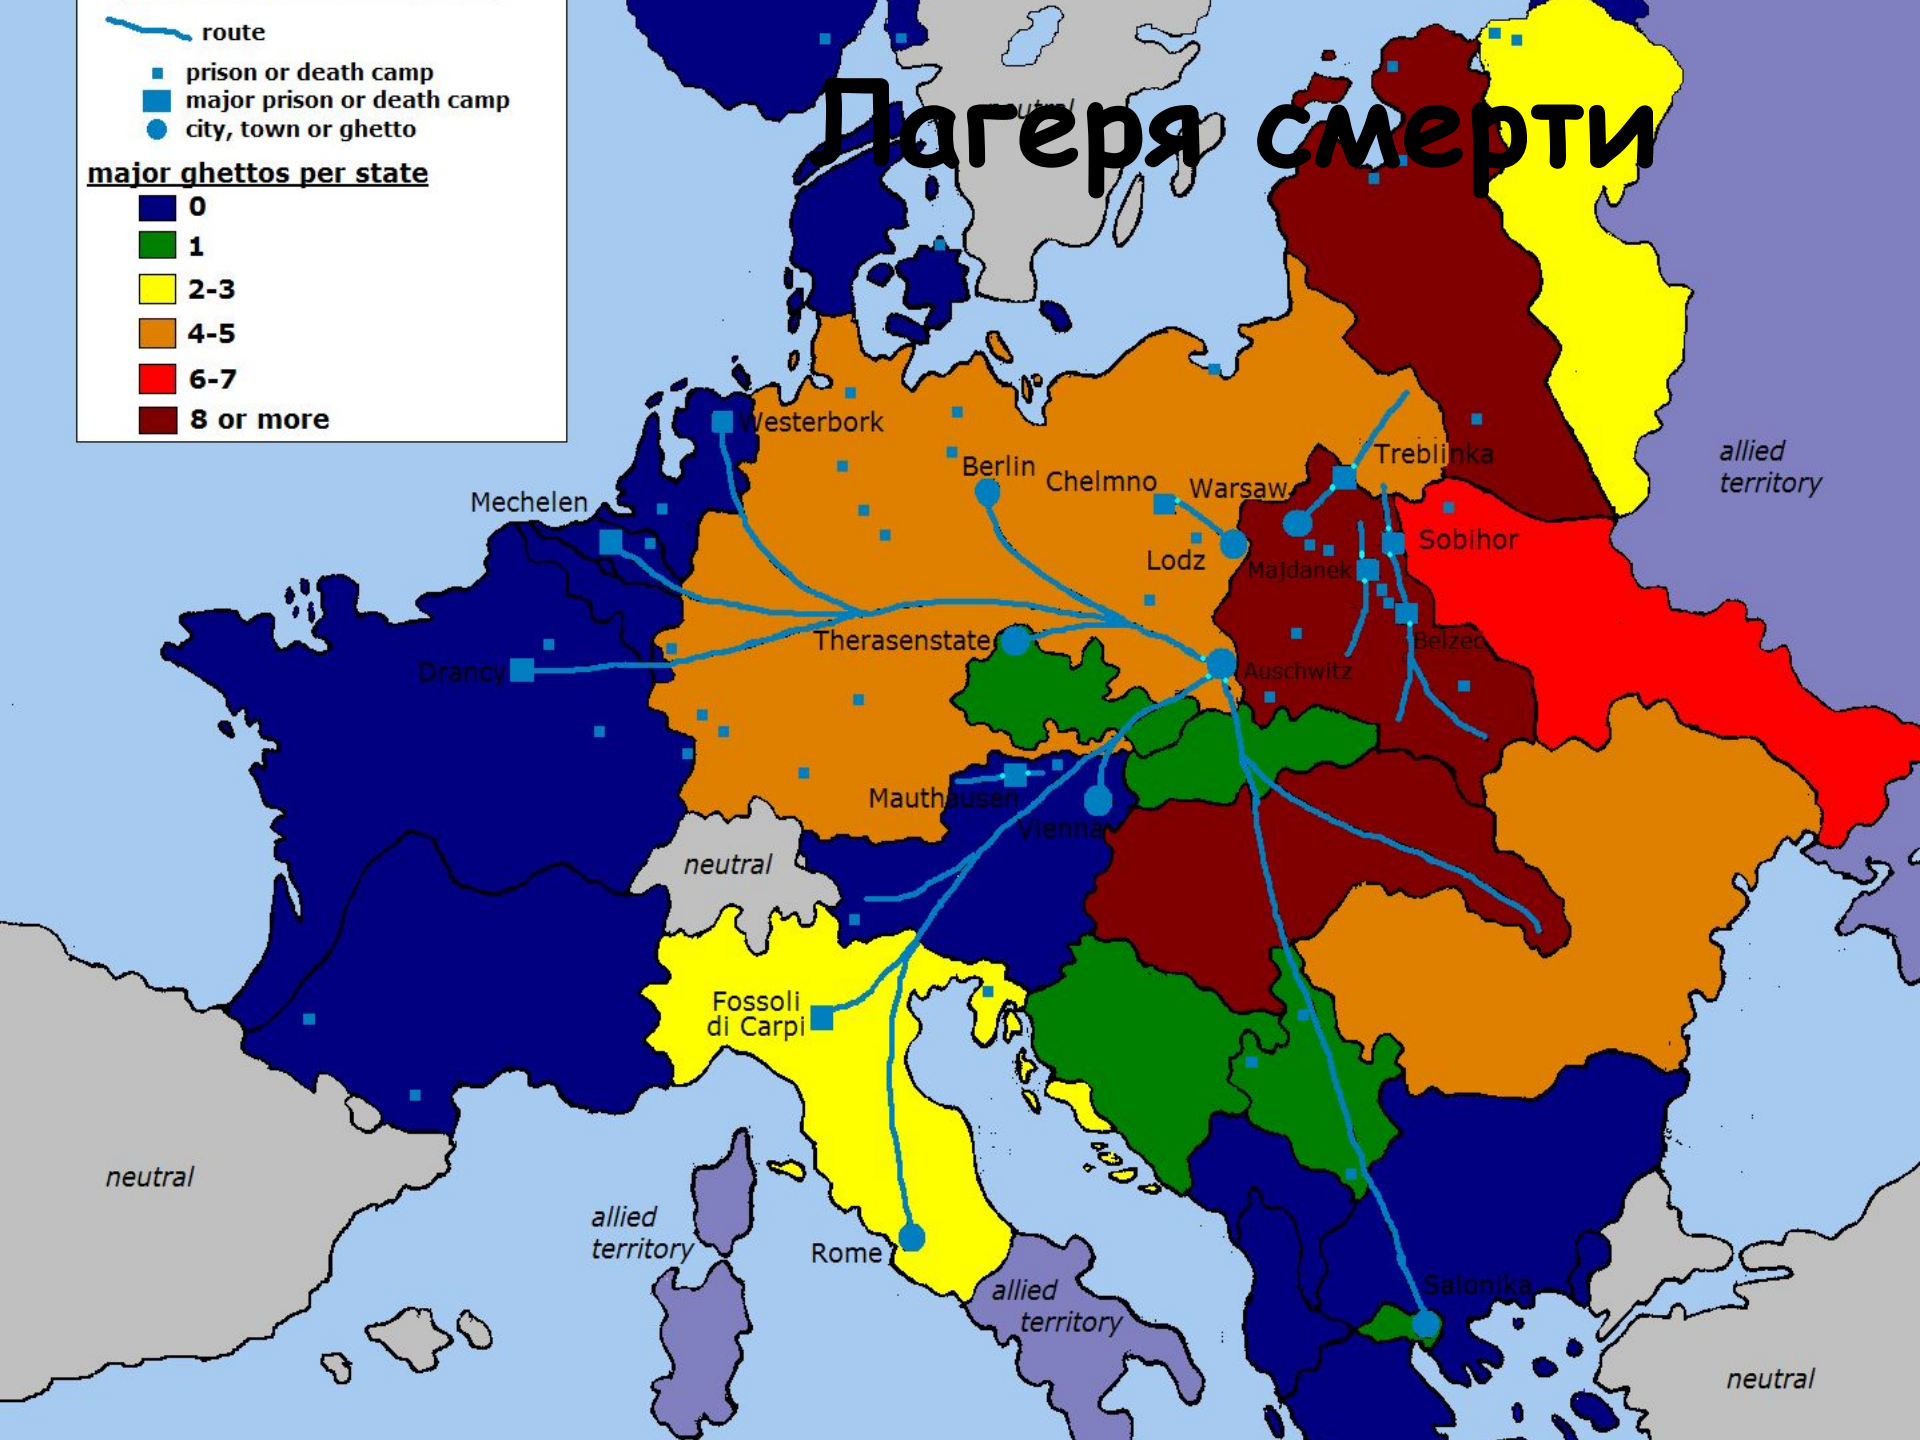 route
prison or death camp
major prison or death camp
city, town or ghetto
major ghettos per state
0
1
2-3
4-5
6-7
8 or more
neutral
Лагеря смерти
Westerbork
Berlin
Chelmno
Warsaw
Treblinka
allied
territory
Mechelen
Lodz
Majdanek
Sobihor
Therasenstate
Belzec
Drancy
Auschwitz
Mauthausen
Vienna
neutral
Fossoli
di Carpi
neutral
allied
territory
Rome
allied
territory
Salonika
neutral